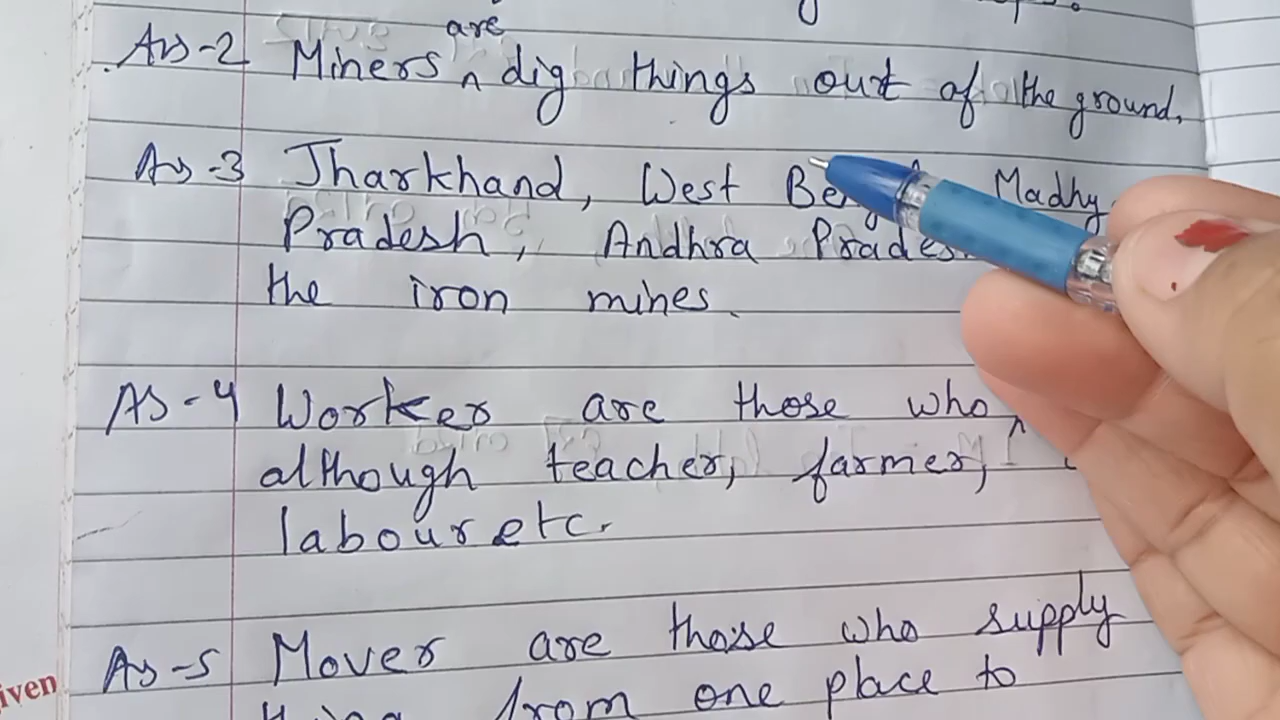 are
Ans-2 Miners ^ dig things out of the ground.
Ans-3 Jharkhand, West Madhy
Pradesh, Andhra
the iron mines.
Ans-4 Worker are those who
although teacher, farmer,
labour etc.
Ans-5 Mover are those who supply
from one place to
iven